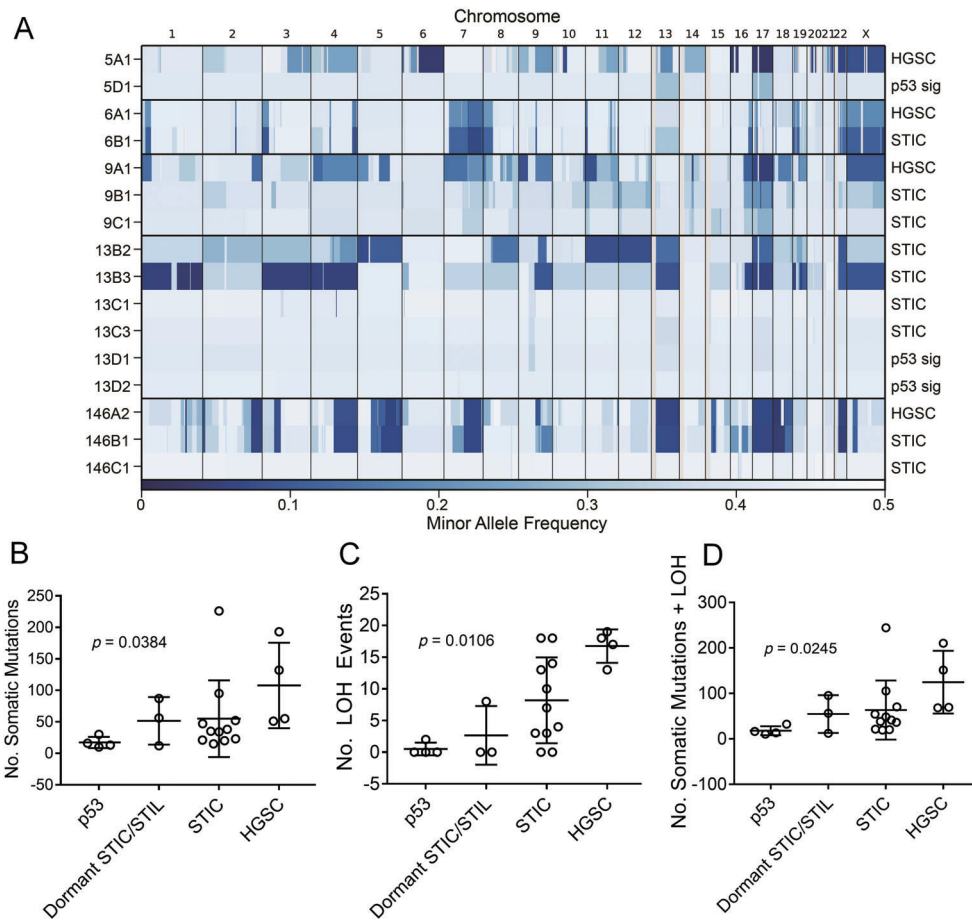 A
Chromosome
1 2 3 4 5 6 7 8 9 10 11 12 13 14 15 16 17 18 19 20 21 22 X
5A1 HGSC
5D1 p53 sig
6A1 HGSC
6B1 STIC
9A1 HGSC
9B1 STIC
9C1 STIC
13B2 STIC
13B3 STIC
13C1 STIC
13C3 STIC
13D1 p53 sig
13D2 p53 sig
146A2 HGSC
146B1 STIC
146C1 STIC
0 0.1 0.2 0.3 0.4 0.5
Minor Allele Frequency
B
No. Somatic Mutations
250
200
150
100
50
0
-50
p = 0.0384
p53
Dormant STIC/STIL
STIC
HGSC
C
No. LOH Events
25
20
15
10
5
0
-5
p = 0.0106
p53
Dormant STIC/STIL
STIC
HGSC
D
No. Somatic Mutations + LOH
300
200
100
0
-100
p = 0.0245
p53
Dormant STIC/STIL
STIC
HGSC